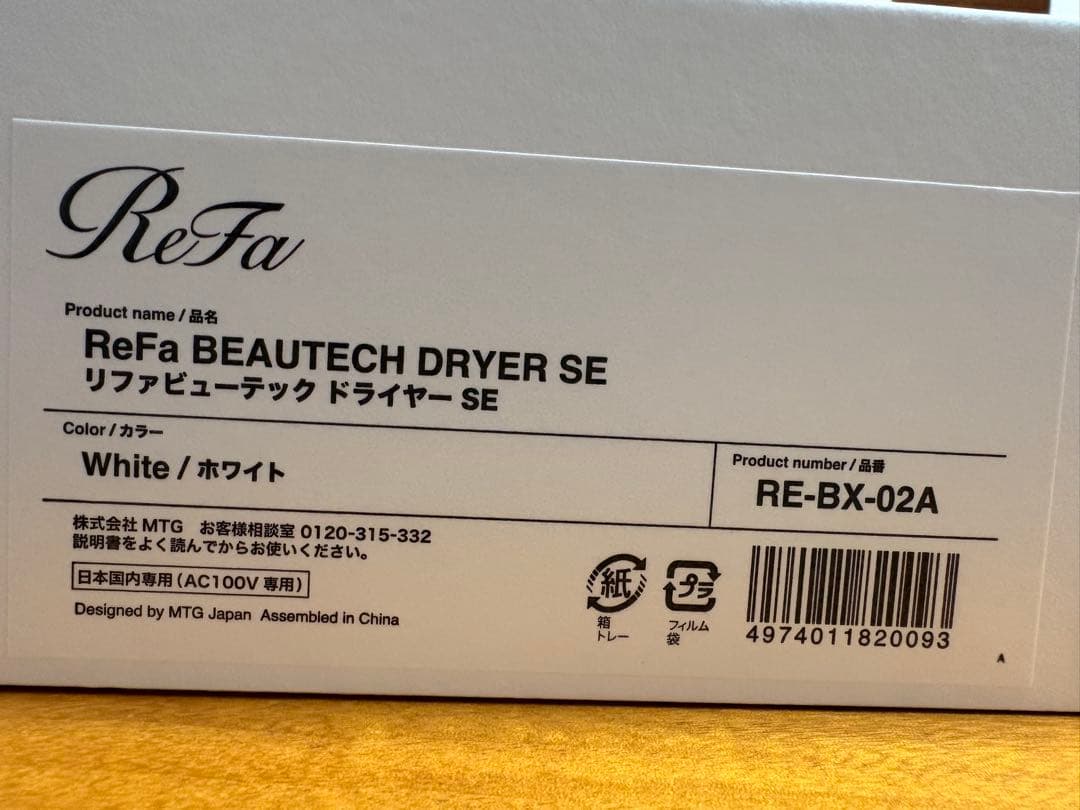 ReFa
Product name / 品名
ReFa BEAUTECH DRYER SE
リファビューテック ドライヤー SE
Color / カラー
White / ホワイト
Product number / 品番
RE-BX-02A
株式会社 MTG お客様相談室 0120-315-332
説明書をよく読んでからお使いください。
日本国内専用(AC100V 専用)
Designed by MTG Japan Assembled in China
紙
箱
トレー
プラ
フィルム
袋
4974011820093
A